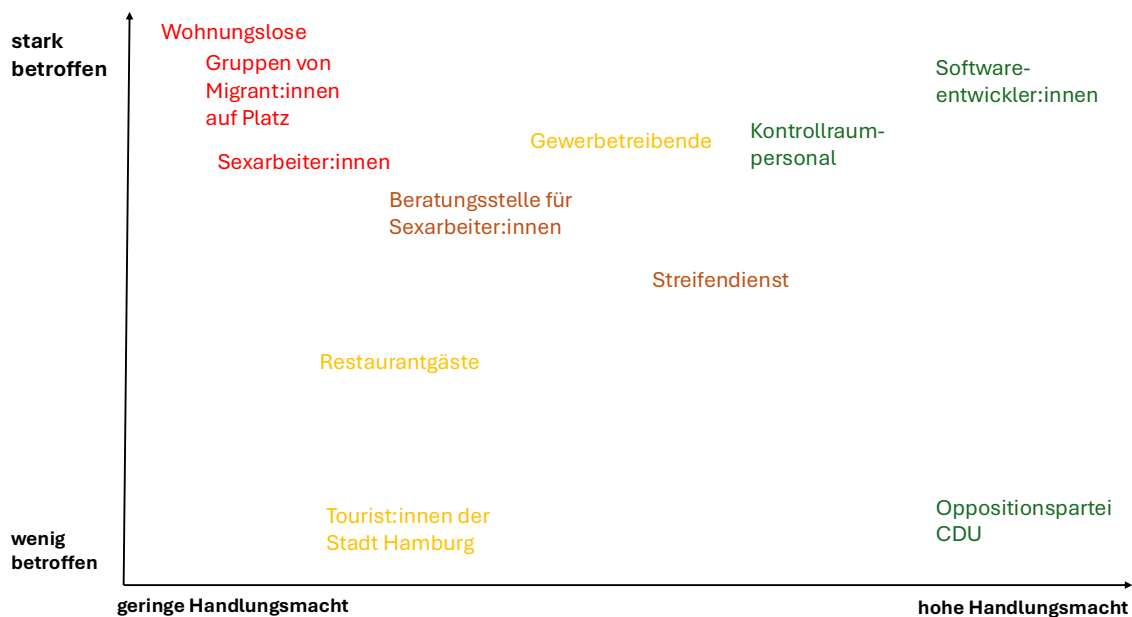 stark
betroffen
Wohnungslose
Gruppen von
Migrant:innen
auf Platz
Sexarbeiter:innen
Software-
entwickler:innen
Gewerbetreibende
Kontrollraum-
personal
Beratungsstelle für
Sexarbeiter:innen
Streifendienst
Restaurantgäste
Tourist:innen der
Stadt Hamburg
Oppositionspartei
CDU
wenig
betroffen
geringe Handlungsmacht
hohe Handlungsmacht